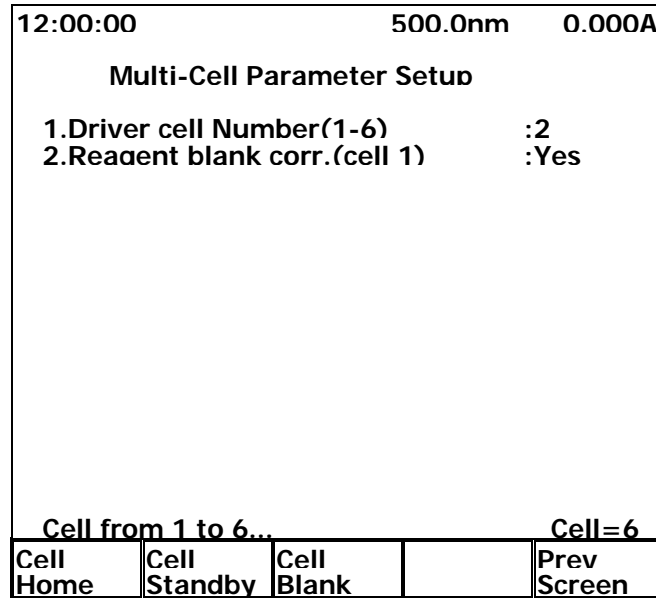 12:00:00 500.0nm 0.000A
Multi-Cell Parameter Setup
1.Driver cell Number(1-6) :2
2.Reagent blank corr.(cell 1) :Yes
Cell from 1 to 6... Cell=6
Cell Home Cell Standby Cell Blank Prev Screen